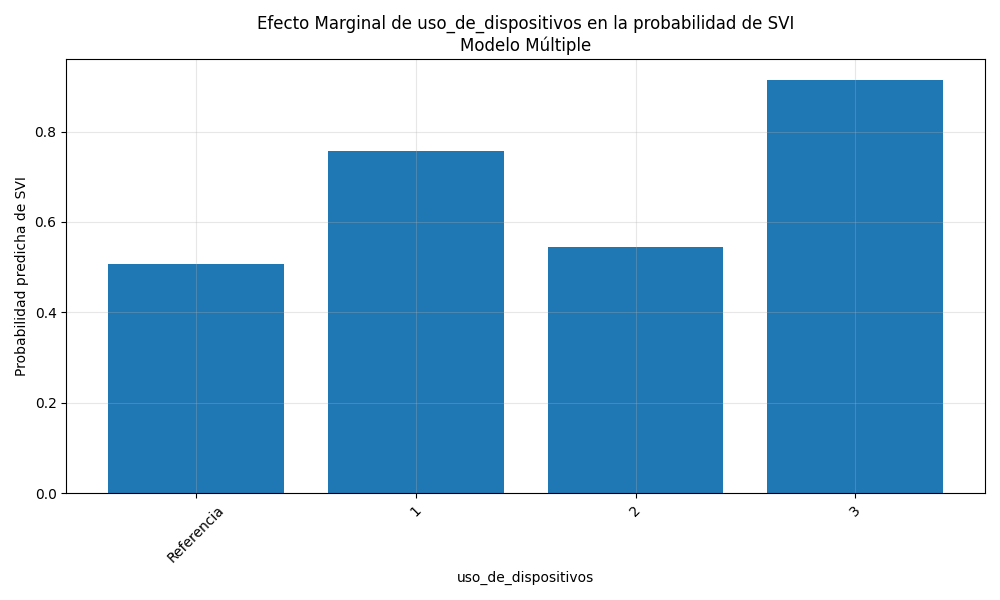 Efecto Marginal de uso_de_dispositivos en la probabilidad de SVI
Modelo Múltiple
Probabilidad predicha de SVI
0.8
0.6
0.4
0.2
0.0
Referencia
1
2
3
uso_de_dispositivos